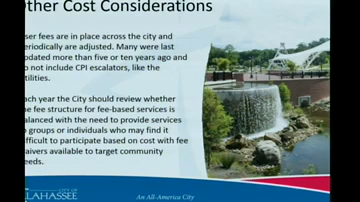 Other Cost Considerations
ser fees are in place across the city and
eriodically are adjusted. Many were last
pdated more than five or ten years ago and
o not include CPI escalators, like the
tilities.
ach year the City should review whether
he fee structure for fee-based services is
alanced with the need to provide services
o groups or individuals who may find it
ifficult to participate based on cost with fee
aivers available to target community
eeds.
CITY OF
LAHASSEE
An All-America City